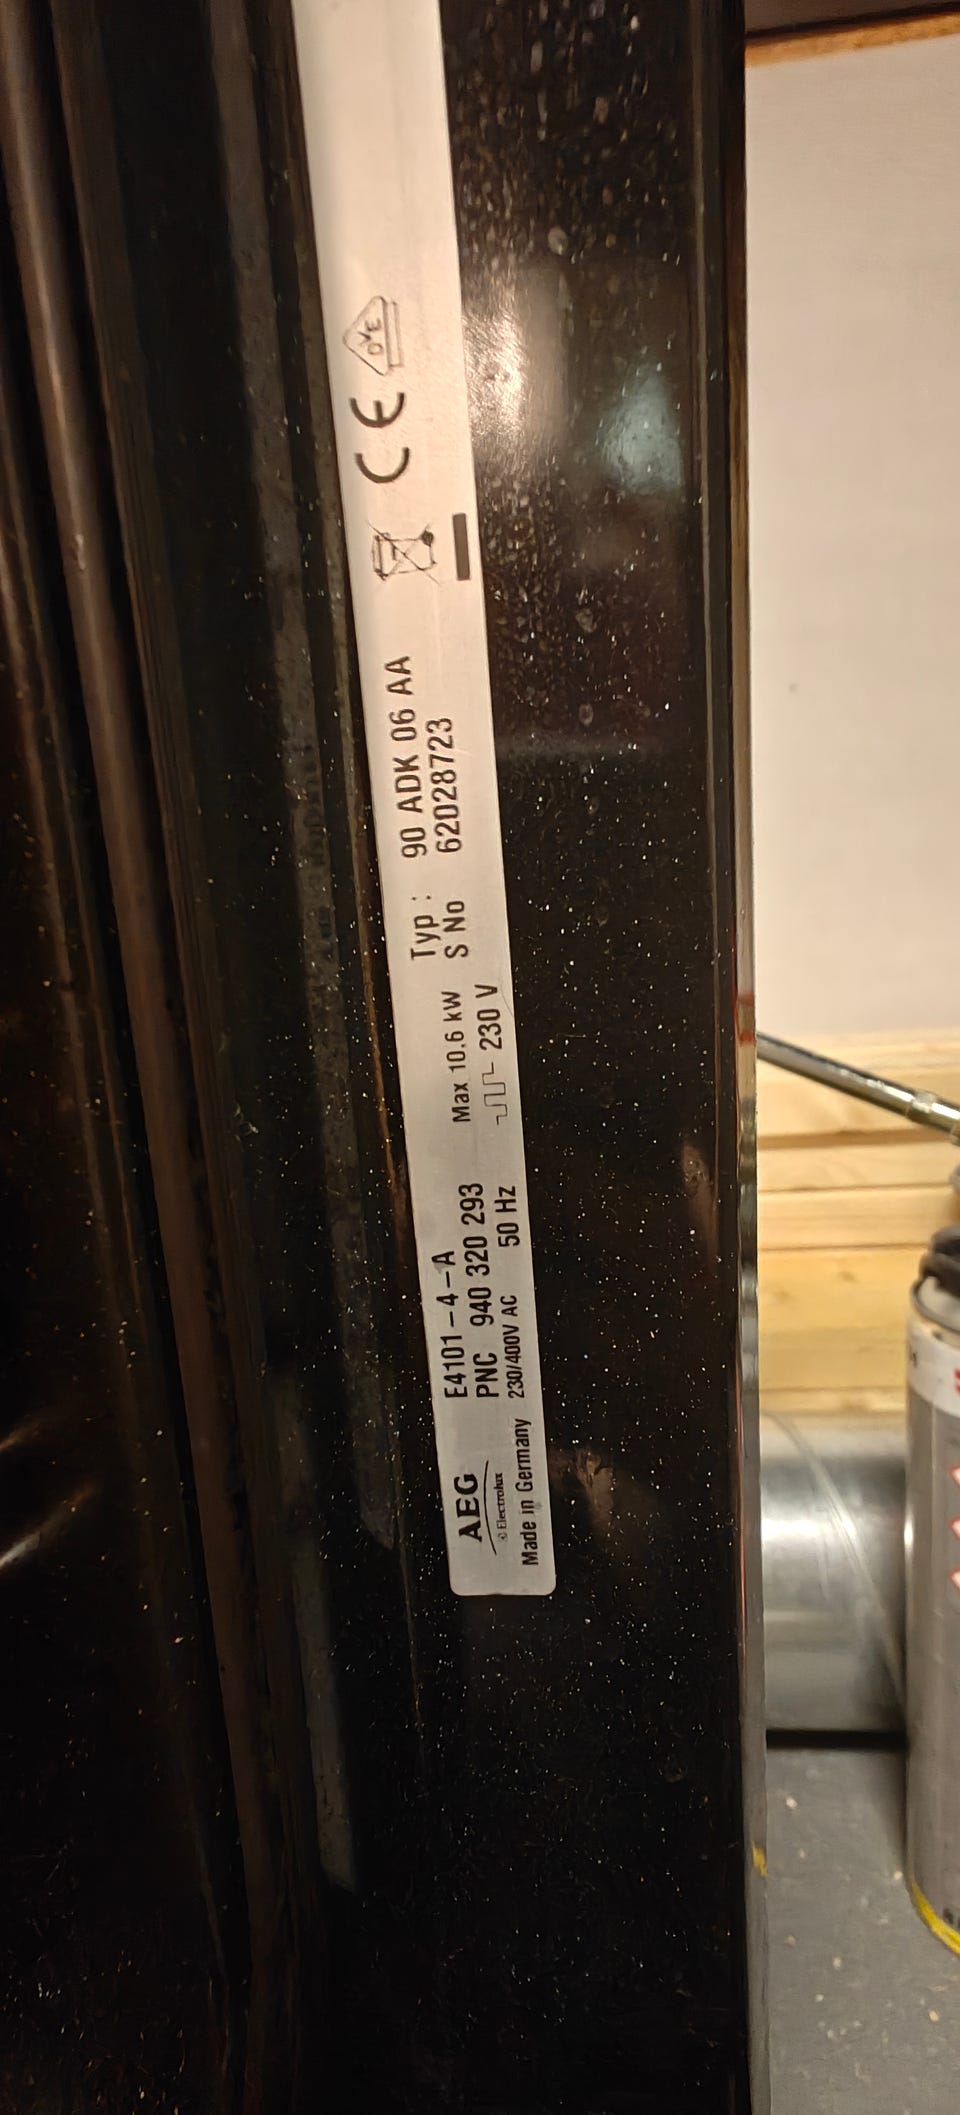 AEG
Electrolux
Made in Germany
E4101-4-A
PNC 940 320 293
230/400V AC 50 Hz
Max 10,6 kW
230 V
Typ : 90 ADK 06 AA
S No 62028723
CE
OVE